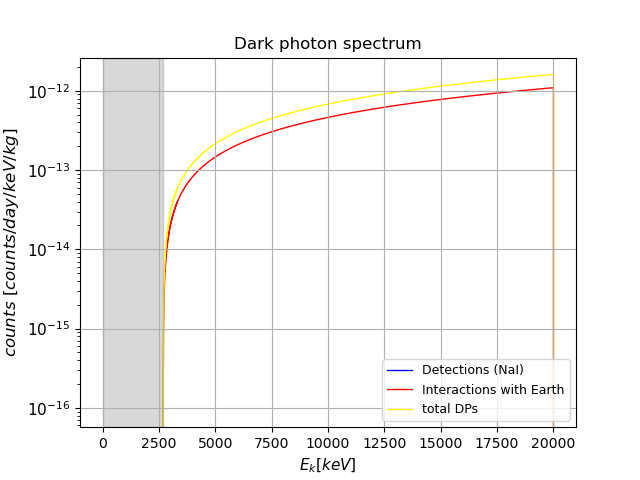 Dark photon spectrum
counts [counts/day/keV/kg]
10⁻¹²
10⁻¹³
10⁻¹⁴
10⁻¹⁵
10⁻¹⁶
Detections (NaI)
Interactions with Earth
total DPs
0 2500 5000 7500 10000 12500 15000 17500 20000
Eₖ[keV]